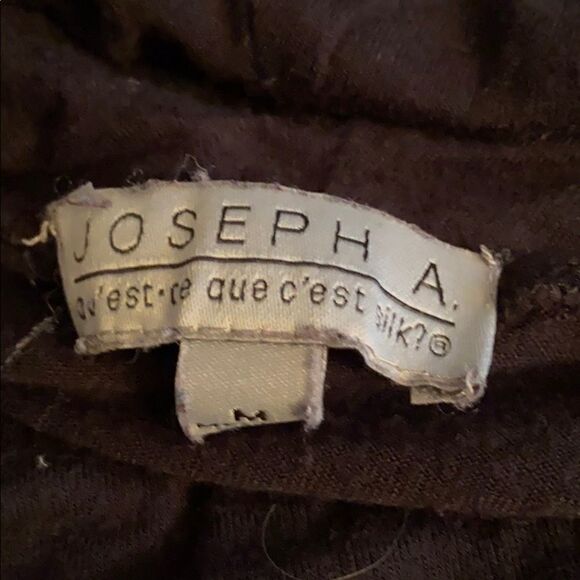 JOSEPH A.
qu'est-ce que c'est silk?®
M